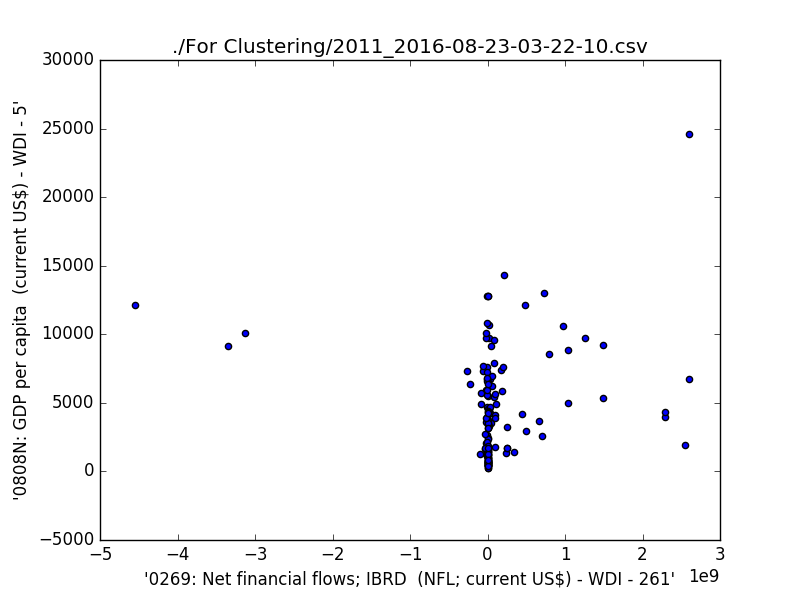 ./For Clustering/2011_2016-08-23-03-22-10.csv
30000
25000
20000
15000
10000
5000
0
−5000
'0808N: GDP per capita  (current US$) - WDI - 5'
−5 −4 −3 −2 −1 0 1 2 3
1e9
'0269: Net financial flows; IBRD  (NFL; current US$) - WDI - 261'